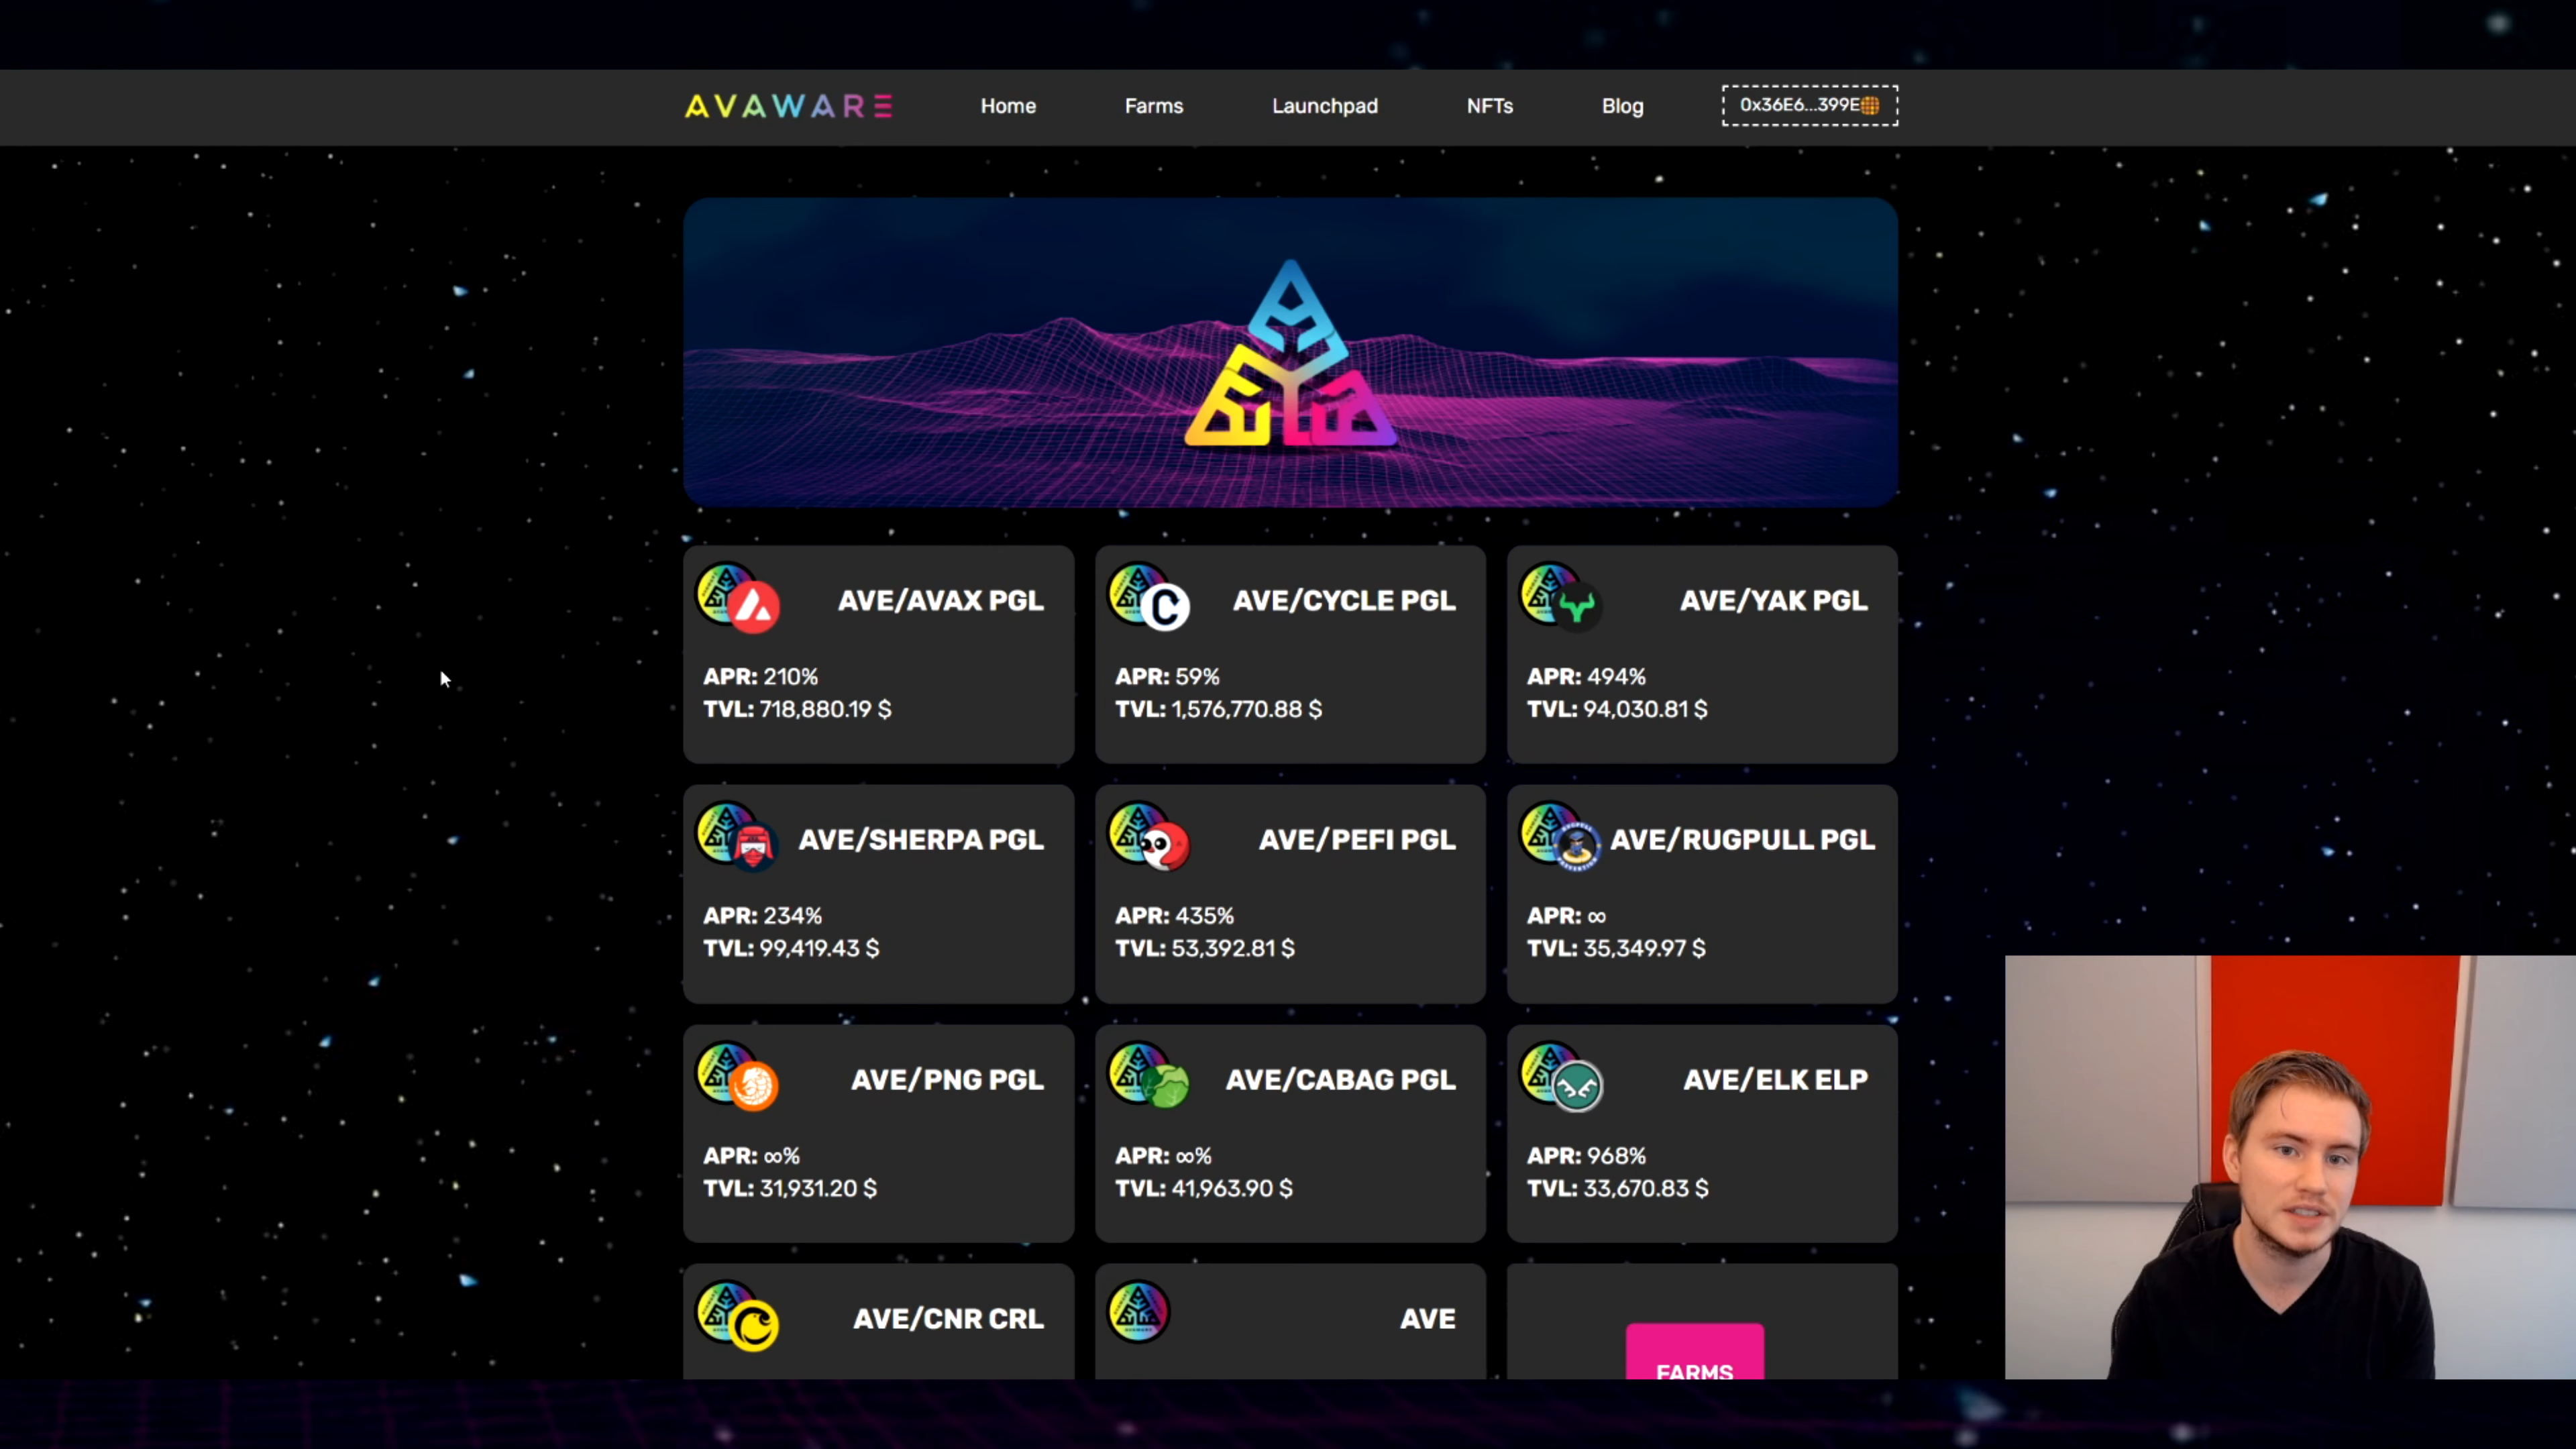 AVAWARE
Home
Farms
Launchpad
NFTs
Blog
0x36E6...399E
AVE/AVAX PGL
APR: 210%
TVL: 718,880.19 $
AVE/CYCLE PGL
APR: 59%
TVL: 1,576,770.88 $
AVE/YAK PGL
APR: 494%
TVL: 94,030.81 $
AVE/SHERPA PGL
APR: 234%
TVL: 99,419.43 $
AVE/PEFI PGL
APR: 435%
TVL: 53,392.81 $
AVE/RUGPULL PGL
APR: ∞
TVL: 35,349.97 $
AVE/PNG PGL
APR: ∞%
TVL: 31,931.20 $
AVE/CABAG PGL
APR: ∞%
TVL: 41,963.90 $
AVE/ELK ELP
APR: 968%
TVL: 33,670.83 $
AVE/CNR CRL
AVE
FARMS